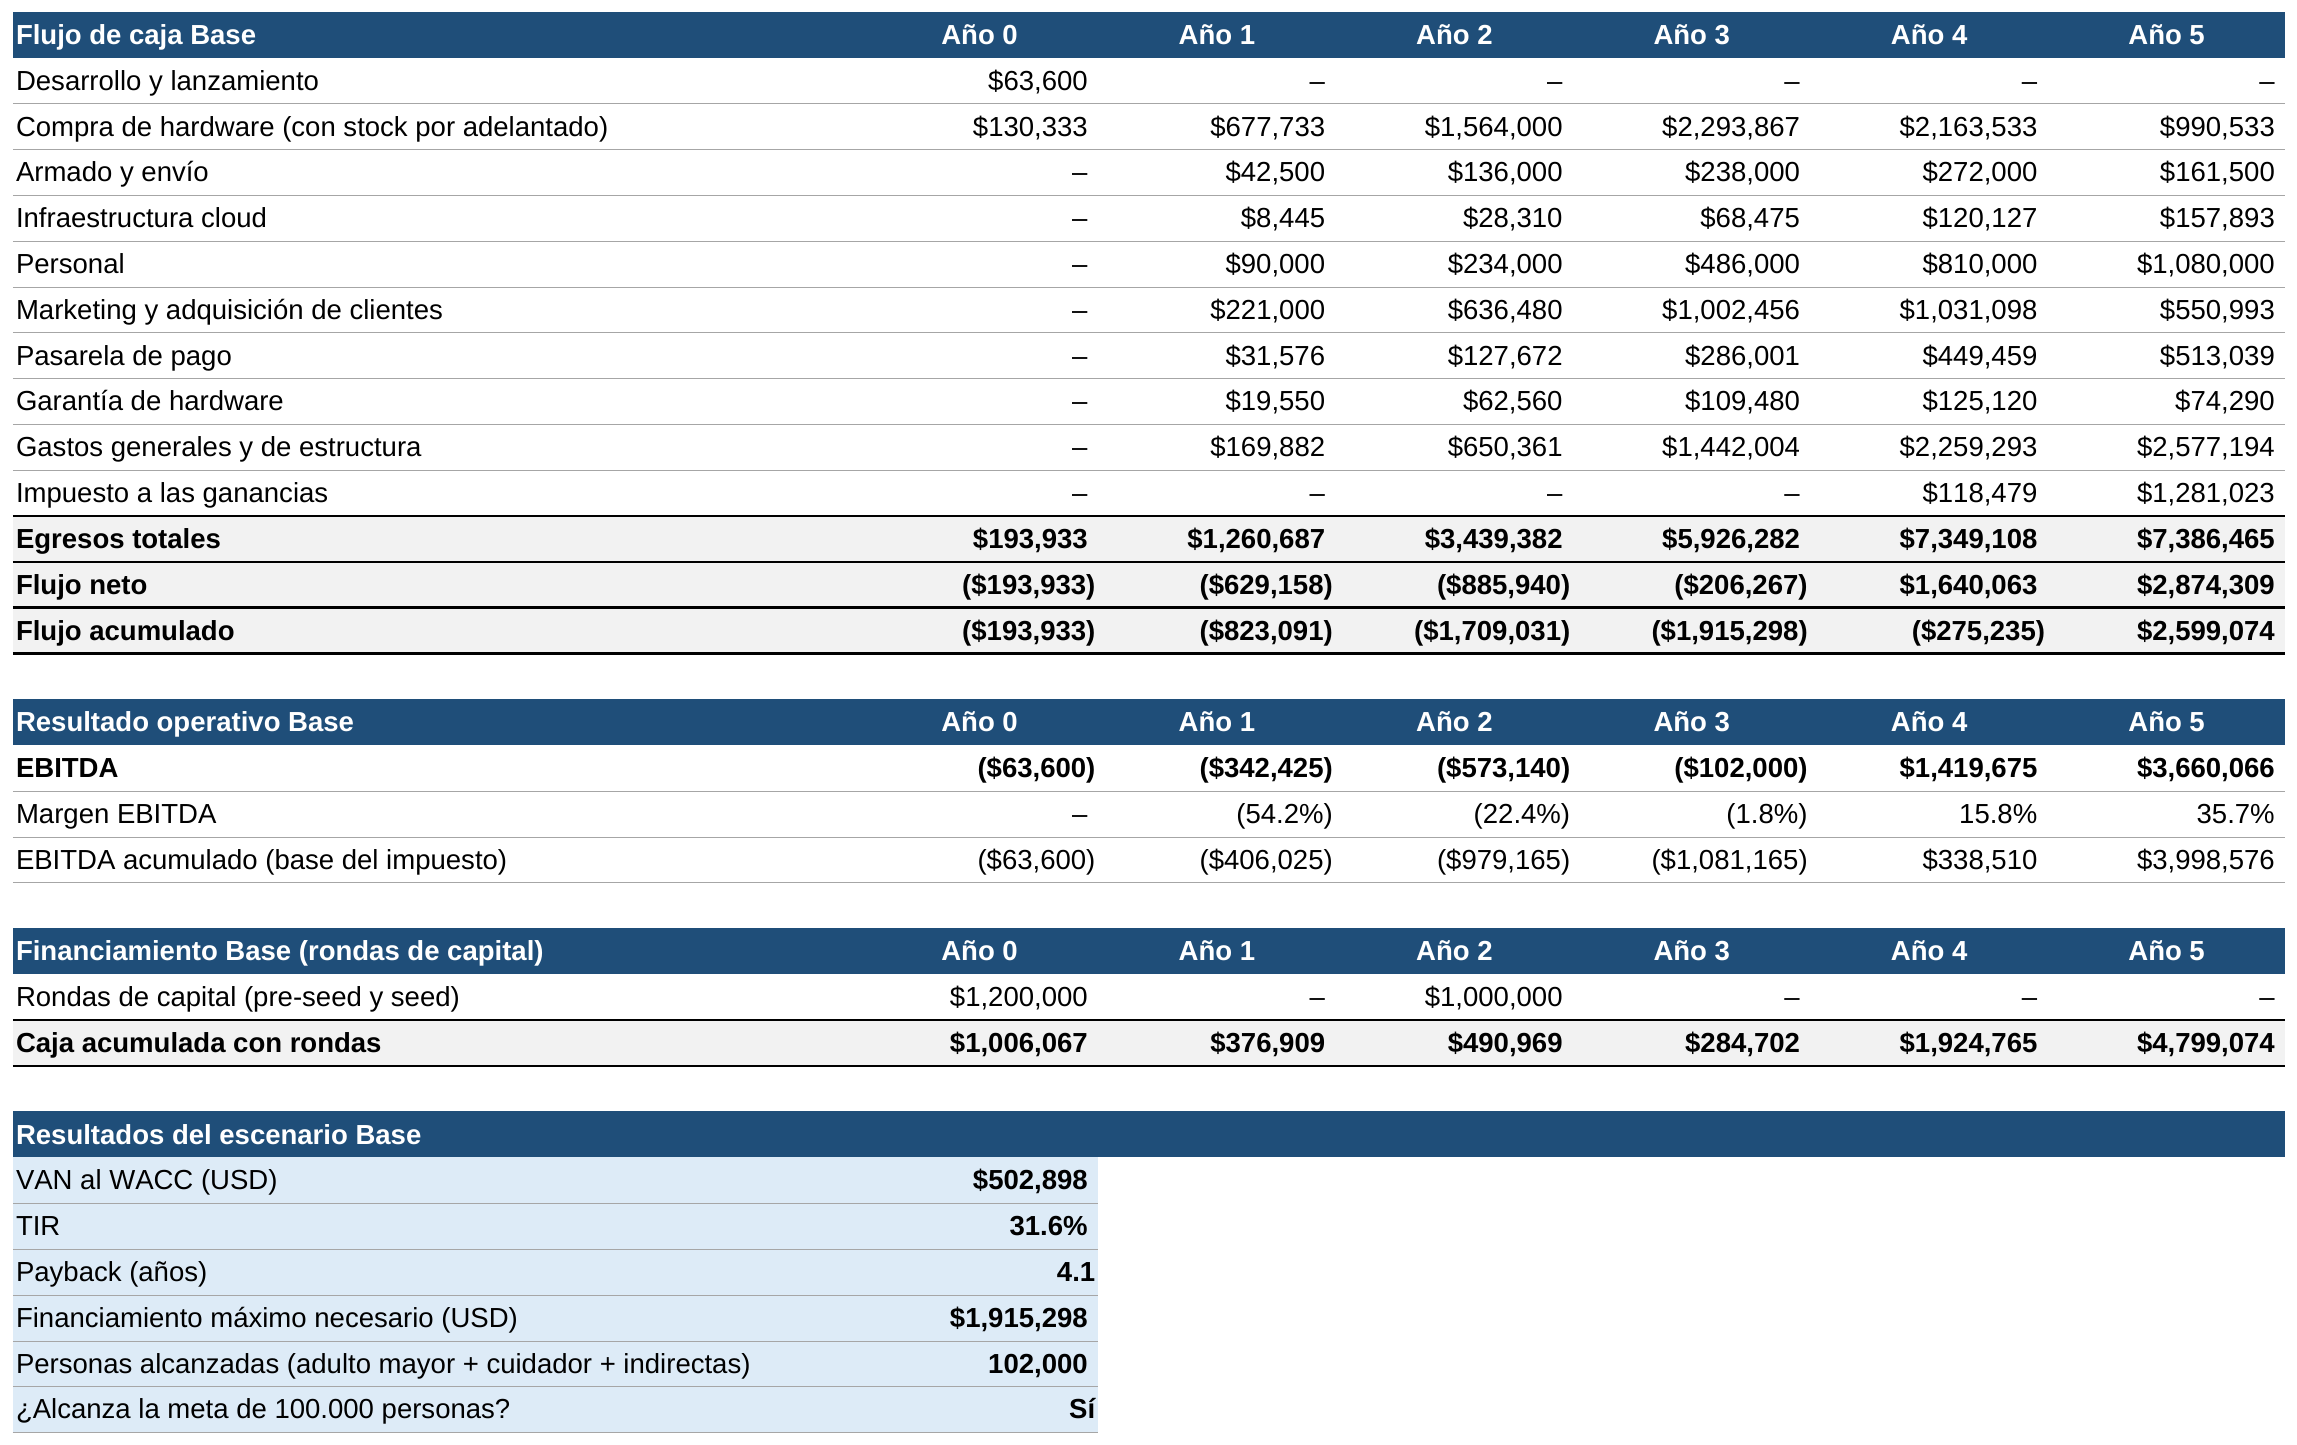 Flujo de caja Base Año 0 Año 1 Año 2 Año 3 Año 4 Año 5
Desarrollo y lanzamiento $63,600 – – – – –
Compra de hardware (con stock por adelantado) $130,333 $677,733 $1,564,000 $2,293,867 $2,163,533 $990,533
Armado y envío – $42,500 $136,000 $238,000 $272,000 $161,500
Infraestructura cloud – $8,445 $28,310 $68,475 $120,127 $157,893
Personal – $90,000 $234,000 $486,000 $810,000 $1,080,000
Marketing y adquisición de clientes – $221,000 $636,480 $1,002,456 $1,031,098 $550,993
Pasarela de pago – $31,576 $127,672 $286,001 $449,459 $513,039
Garantía de hardware – $19,550 $62,560 $109,480 $125,120 $74,290
Gastos generales y de estructura – $169,882 $650,361 $1,442,004 $2,259,293 $2,577,194
Impuesto a las ganancias – – – – $118,479 $1,281,023
Egresos totales $193,933 $1,260,687 $3,439,382 $5,926,282 $7,349,108 $7,386,465
Flujo neto ($193,933) ($629,158) ($885,940) ($206,267) $1,640,063 $2,874,309
Flujo acumulado ($193,933) ($823,091) ($1,709,031) ($1,915,298) ($275,235) $2,599,074
Resultado operativo Base Año 0 Año 1 Año 2 Año 3 Año 4 Año 5
EBITDA ($63,600) ($342,425) ($573,140) ($102,000) $1,419,675 $3,660,066
Margen EBITDA – (54.2%) (22.4%) (1.8%) 15.8% 35.7%
EBITDA acumulado (base del impuesto) ($63,600) ($406,025) ($979,165) ($1,081,165) $338,510 $3,998,576
Financiamiento Base (rondas de capital) Año 0 Año 1 Año 2 Año 3 Año 4 Año 5
Rondas de capital (pre-seed y seed) $1,200,000 – $1,000,000 – – –
Caja acumulada con rondas $1,006,067 $376,909 $490,969 $284,702 $1,924,765 $4,799,074
Resultados del escenario Base
VAN al WACC (USD) $502,898
TIR 31.6%
Payback (años) 4.1
Financiamiento máximo necesario (USD) $1,915,298
Personas alcanzadas (adulto mayor + cuidador + indirectas) 102,000
¿Alcanza la meta de 100.000 personas? Sí